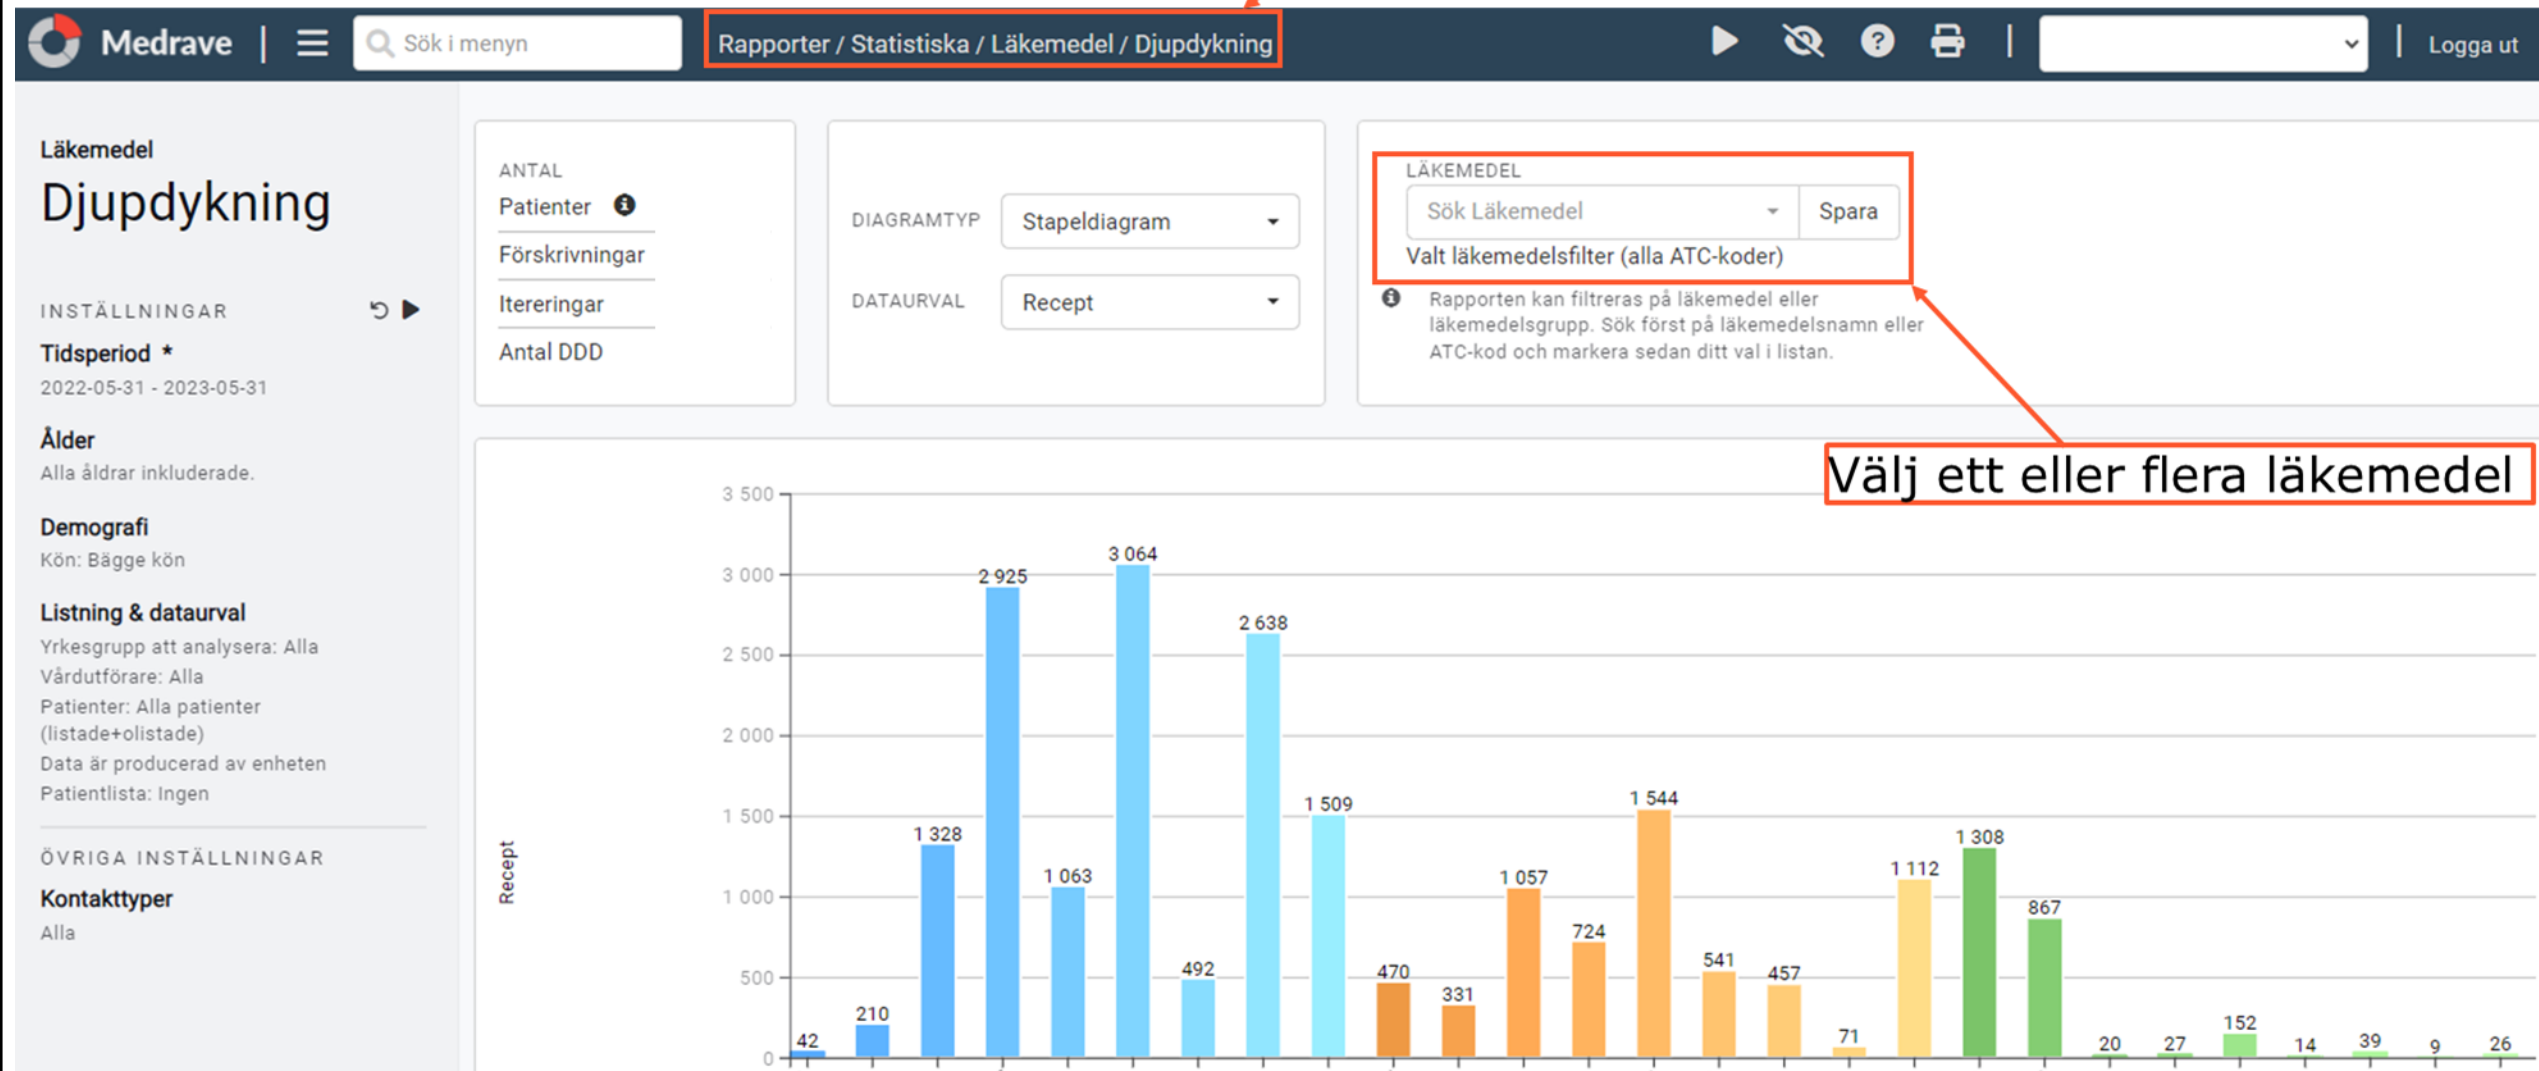 Medrave
Sök i menyn
Rapporter / Statistiska / Läkemedel / Djupdykning
Logga ut
Läkemedel
Djupdykning
INSTÄLLNINGAR
Tidsperiod *
2022-05-31 - 2023-05-31
Ålder
Alla åldrar inkluderade.
Demografi
Kön: Bägge kön
Listning & dataurval
Yrkesgrupp att analysera: Alla
Vårdutförare: Alla
Patienter: Alla patienter
(listade+olistade)
Data är producerad av enheten
Patientlista: Ingen
ÖVRIGA INSTÄLLNINGAR
Kontakttyper
Alla
ANTAL
Patienter
Förskrivningar
Itereringar
Antal DDD
DIAGRAMTYP Stapeldiagram
DATAURVAL Recept
LÄKEMEDEL
Sök Läkemedel Spara
Valt läkemedelsfilter (alla ATC-koder)
Rapporten kan filtreras på läkemedel eller
läkemedelsgrupp. Sök först på läkemedelsnamn eller
ATC-kod och markera sedan ditt val i listan.
Välj ett eller flera läkemedel
Recept
3 500
3 000
2 500
2 000
1 500
1 000
500
0
42
210
1 328
2 925
1 063
3 064
492
2 638
1 509
470
331
1 057
724
1 544
541
457
71
1 112
1 308
867
20
27
152
14
39
9
26